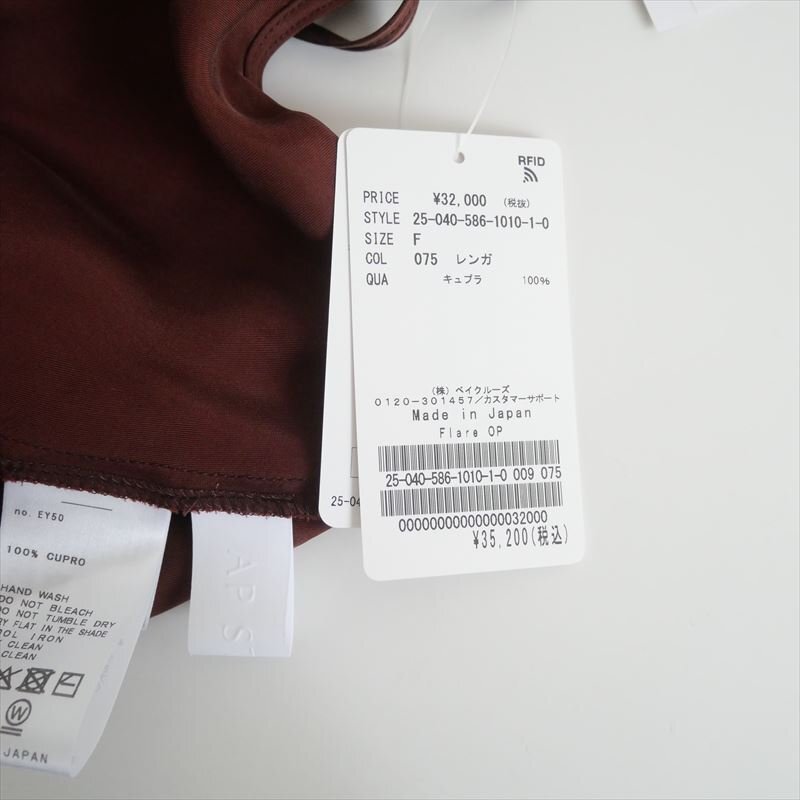 RFID
PRICE ¥32,000 (税抜)
STYLE 25-040-586-1010-1-0
SIZE F
COL 075 レンガ
QUA キュプラ 100%
(株)ベイクルーズ
0120-301457/カスタマーサポート
Made in Japan
Flare OP
25-040-586-1010-1-0 009 075
00000000000000032000
¥35,200(税込)
25-04
no. EY50
100% CUPRO
HAND WASH
DO NOT BLEACH
DO NOT TUMBLE DRY
FLAT IN THE SHADE
IRON
CLEAN
CLEAN
W
JAPAN
APS